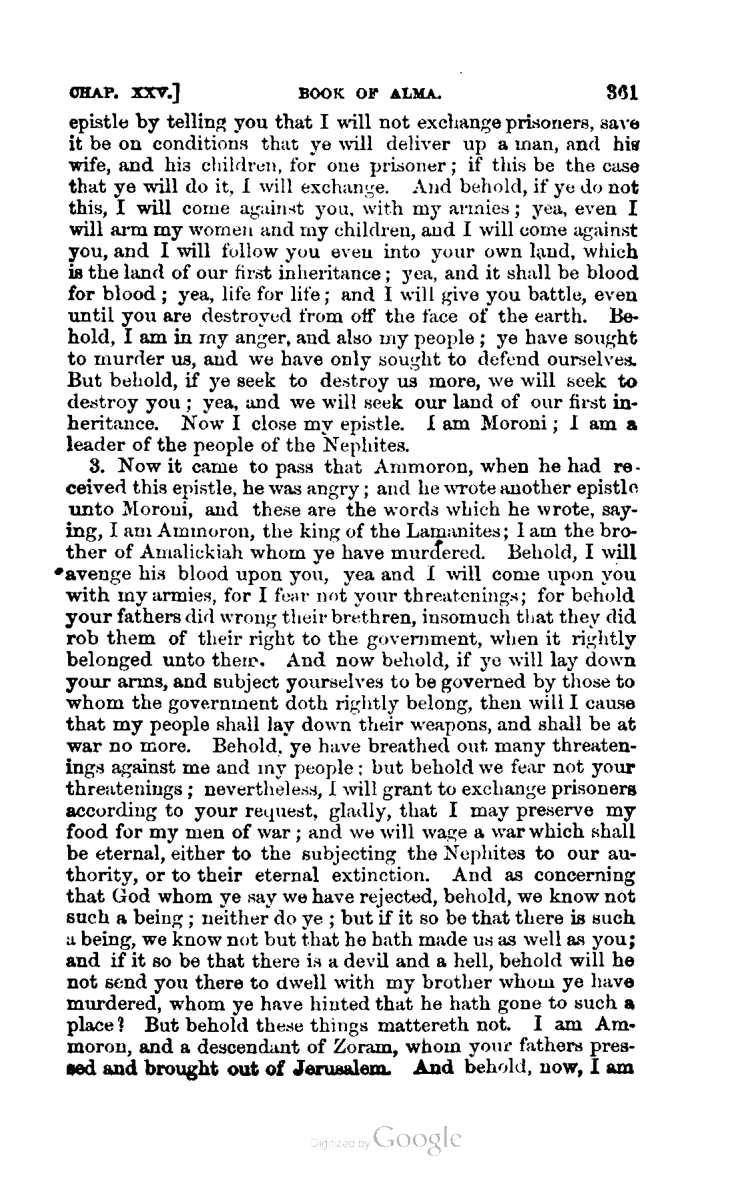 CHAP. XXV.] BOOK OF ALMA. 361
epistle by telling you that I will not exchange prisoners, save
it be on conditions that ye will deliver up a man, and his
wife, and his children, for one prisoner; if this be the case
that ye will do it, I will exchange. And behold, if ye do not
this, I will come against you, with my armies; yea, even I
will arm my women and my children, and I will come against
you, and I will follow you even into your own land, which
is the land of our first inheritance; yea, and it shall be blood
for blood; yea, life for life; and I will give you battle, even
until you are destroyed from off the face of the earth. Be-
hold, I am in my anger, and also my people; ye have sought
to murder us, and we have only sought to defend ourselves.
But behold, if ye seek to destroy us more, we will seek to
destroy you; yea, and we will seek our land of our first in-
heritance. Now I close my epistle. I am Moroni; I am a
leader of the people of the Nephites.
3. Now it came to pass that Ammoron, when he had re-
ceived this epistle, he was angry; and he wrote another epistle
unto Moroni, and these are the words which he wrote, say-
ing, I am Ammoron, the king of the Lamanites; I am the bro-
ther of Amalickiah whom ye have murdered. Behold, I will
avenge his blood upon you, yea and I will come upon you
with my armies, for I fear not your threatenings; for behold
your fathers did wrong their brethren, insomuch that they did
rob them of their right to the government, when it rightly
belonged unto them. And now behold, if ye will lay down
your arms, and subject yourselves to be governed by those to
whom the government doth rightly belong, then will I cause
that my people shall lay down their weapons, and shall be at
war no more. Behold, ye have breathed out many threaten-
ings against me and my people; but behold we fear not your
threatenings; nevertheless, I will grant to exchange prisoners
according to your request, gladly, that I may preserve my
food for my men of war; and we will wage a war which shall
be eternal, either to the subjecting the Nephites to our au-
thority, or to their eternal extinction. And as concerning
that God whom ye say we have rejected, behold, we know not
such a being; neither do ye; but if it so be that there is such
a being, we know not but that he hath made us as well as you;
and if it so be that there is a devil and a hell, behold will he
not send you there to dwell with my brother whom ye have
murdered, whom ye have hinted that he hath gone to such a
place? But behold these things mattereth not. I am Am-
moron, and a descendant of Zoram, whom your fathers pres-
sed and brought out of Jerusalem. And behold, now, I am
Digitized by Google